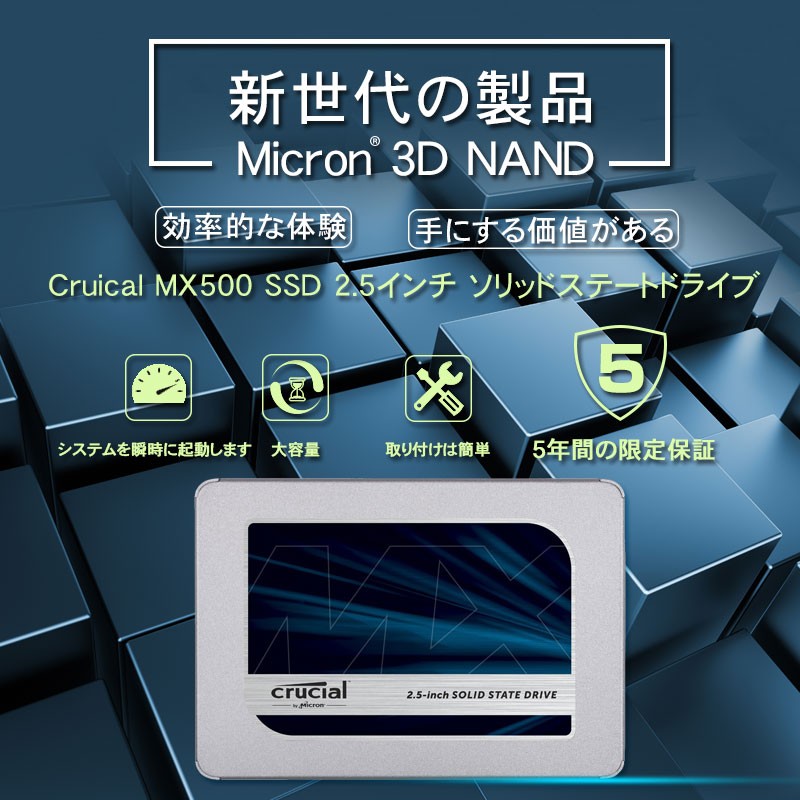 新世代の製品
Micron® 3D NAND
効率的な体験 手にする価値がある
Cruical MX500 SSD 2.5インチ ソリッドステートドライブ
5
システムを瞬時に起動します 大容量 取り付けは簡単 5年間の限定保証
MX
crucial
by Micron
2.5-inch SOLID STATE DRIVE